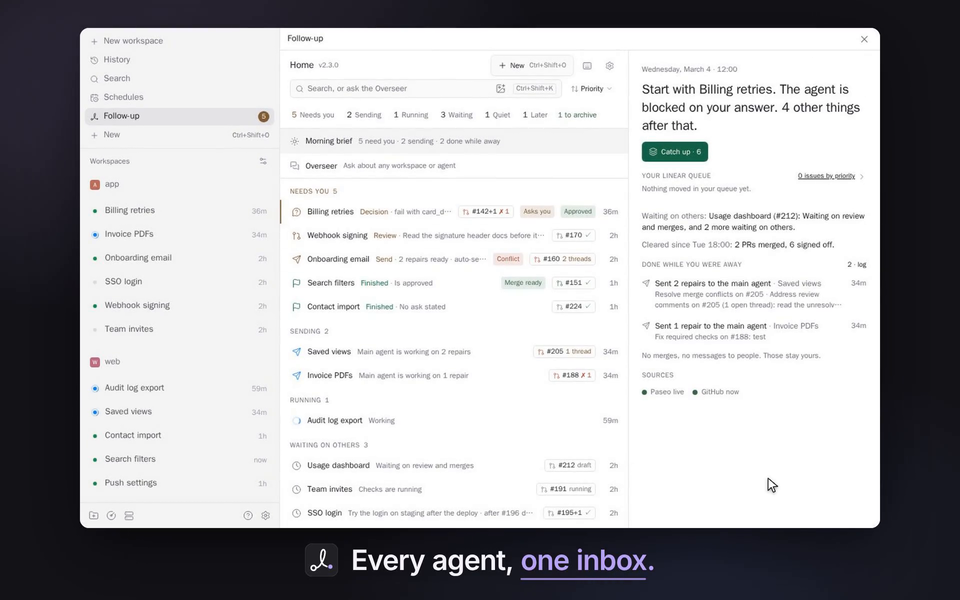 New workspace
History
Search
Schedules
Follow-up 5
New Ctrl+Shift+O
Workspaces
A app
Billing retries 36m
Invoice PDFs 34m
Onboarding email 2h
SSO login 2h
Webhook signing 2h
Team invites 2h
W web
Audit log export 59m
Saved views 34m
Contact import 1h
Search filters now
Push settings 1h
Follow-up
Home v2.3.0
New Ctrl+Shift+O
Search, or ask the Overseer Ctrl+Shift+K
Priority
5 Needs you 2 Sending 1 Running 3 Waiting 1 Quiet 1 Later 1 to archive
Morning brief 5 need you · 2 sending · 2 done while away
Overseer Ask about any workspace or agent
NEEDS YOU 5
Billing retries Decision · fail with card_d··· #142+1 ✗ 1 Asks you Approved 36m
Webhook signing Review · Read the signature header docs before it··· #170 ✓ 2h
Onboarding email Send · 2 repairs ready · auto-se··· Conflict #160 2 threads 2h
Search filters Finished · Is approved Merge ready #151 ✓ 1h
Contact import Finished · No ask stated #224 ✓ 1h
SENDING 2
Saved views Main agent is working on 2 repairs #205 1 thread 34m
Invoice PDFs Main agent is working on 1 repair #188 ✗ 1 34m
RUNNING 1
Audit log export Working 59m
WAITING ON OTHERS 3
Usage dashboard Waiting on review and merges #212 draft 2h
Team invites Checks are running #191 running 2h
SSO login Try the login on staging after the deploy · after #196 d··· #195+1 ✓ 2h
Wednesday, March 4 · 12:00
Start with Billing retries. The agent is
blocked on your answer. 4 other things
after that.
Catch up · 6
YOUR LINEAR QUEUE 0 issues by priority
Nothing moved in your queue yet.
Waiting on others: Usage dashboard (#212): Waiting on review
and merges, and 2 more waiting on others.
Cleared since Tue 18:00: 2 PRs merged, 6 signed off.
DONE WHILE YOU WERE AWAY 2 · log
Sent 2 repairs to the main agent · Saved views 34m
Resolve merge conflicts on #205 · Address review
comments on #205 (1 open thread): read the unresolv···
Sent 1 repair to the main agent · Invoice PDFs 34m
Fix required checks on #188: test
No merges, no messages to people. Those stay yours.
SOURCES
Paseo live GitHub now
Every agent, one inbox.